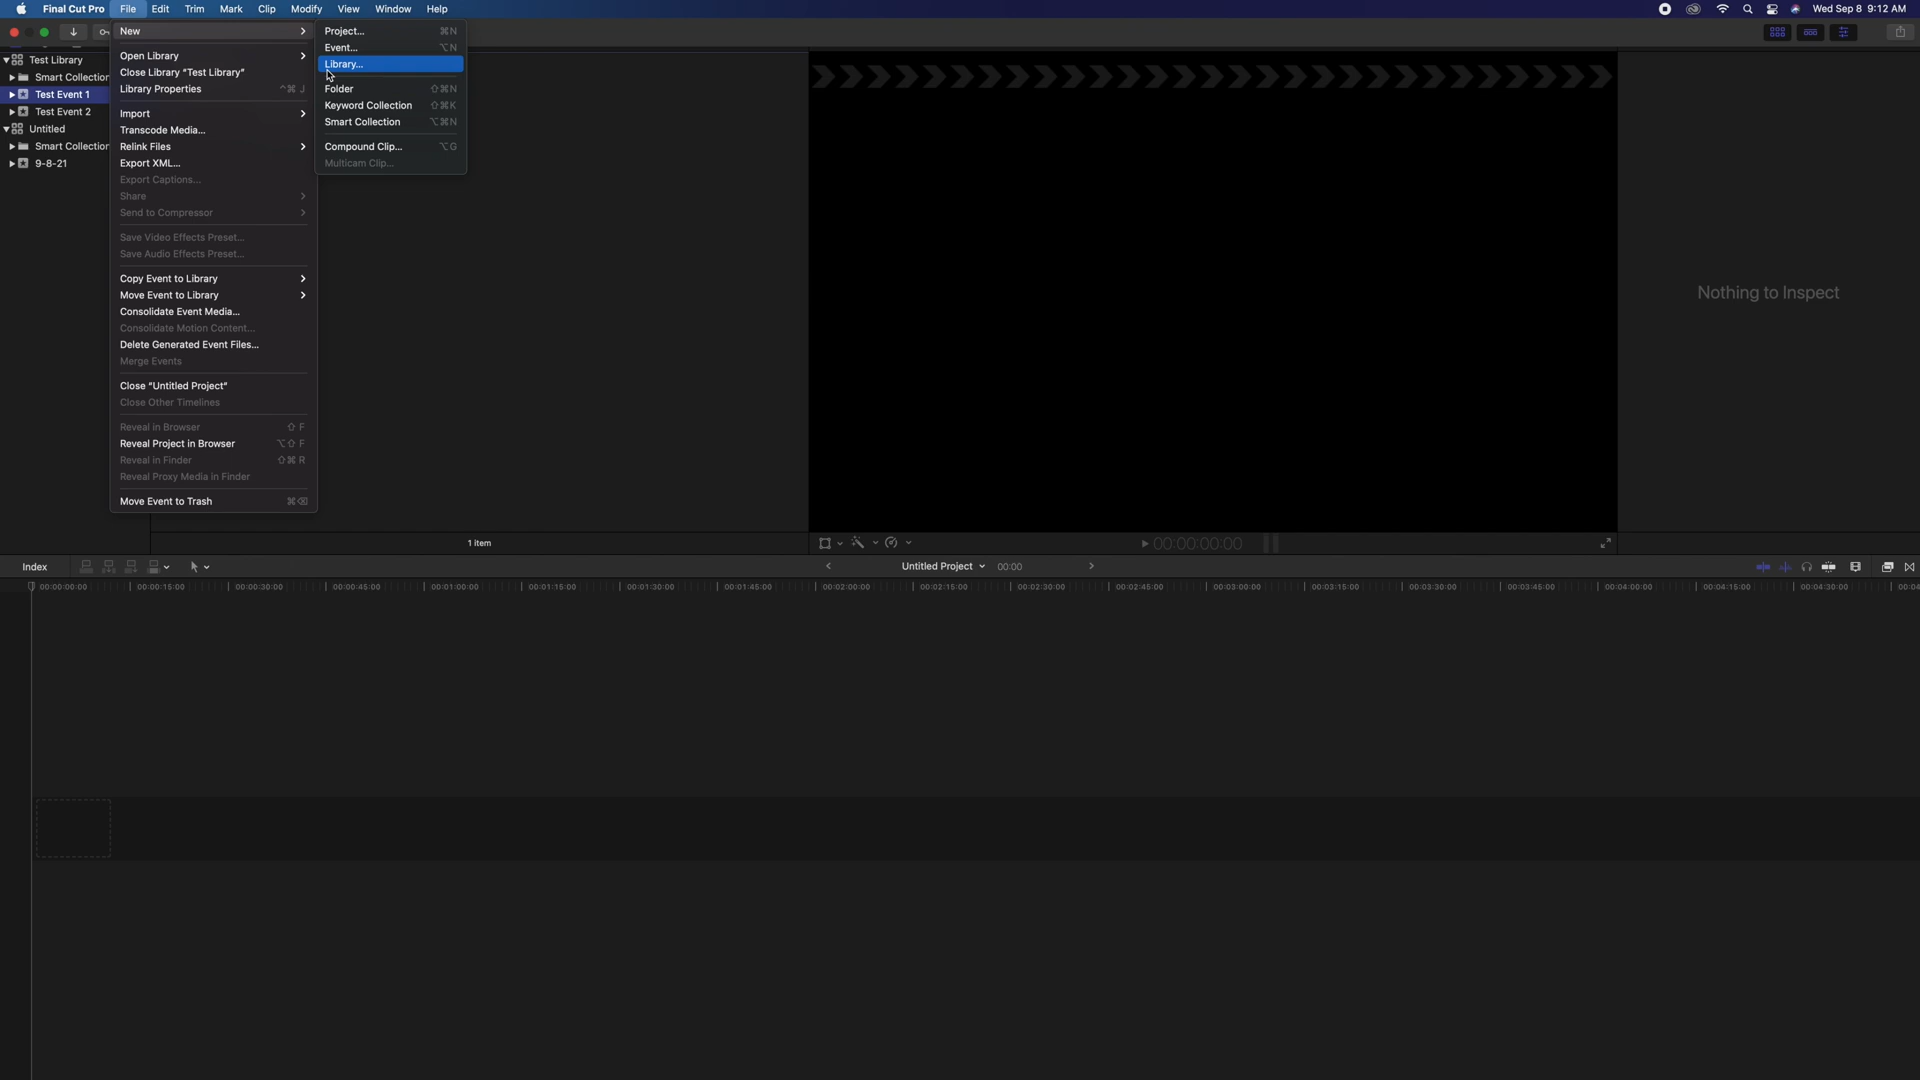 Final Cut Pro File Edit Trim Mark Clip Modify View Window Help Wed Sep 8 9:12 AM
Test Library
Smart Collection
Test Event 1
Test Event 2
Untitled
Smart Collection
9-8-21
New
Open Library
Close Library "Test Library"
Library Properties ⌃⌘ J
Import
Transcode Media...
Relink Files
Export XML...
Export Captions...
Share
Send to Compressor
Save Video Effects Preset...
Save Audio Effects Preset...
Copy Event to Library
Move Event to Library
Consolidate Event Media...
Consolidate Motion Content...
Delete Generated Event Files...
Merge Events
Close "Untitled Project"
Close Other Timelines
Reveal in Browser ⇧ F
Reveal Project in Browser ⌥⇧ F
Reveal in Finder ⇧⌘ R
Reveal Proxy Media in Finder
Move Event to Trash ⌘⌫
Project... ⌘N
Event... ⌥N
Library...
Folder ⇧⌘N
Keyword Collection ⇧⌘K
Smart Collection ⌥⌘N
Compound Clip... ⌥G
Multicam Clip...
Nothing to Inspect
1 item
00:00:00:00
Index
Untitled Project 00:00
00:00:00:00 00:00:15:00 00:00:30:00 00:00:45:00 00:01:00:00 00:01:15:00 00:01:30:00 00:01:45:00 00:02:00:00 00:02:15:00 00:02:30:00 00:02:45:00 00:03:00:00 00:03:15:00 00:03:30:00 00:03:45:00 00:04:00:00 00:04:15:00 00:04:30:00 00:04